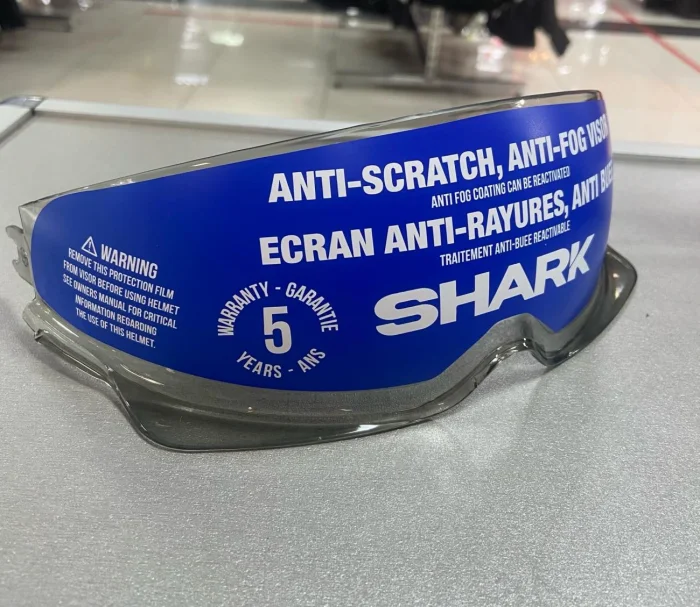 ANTI-SCRATCH, ANTI-FOG VISOR
ANTI FOG COATING CAN BE REACTIVATED
ECRAN ANTI-RAYURES, ANTI
TRAITEMENT ANTI-BUEE REACTIVABLE
SHARK
WARRANTY - GARANTIE
5
YEARS - ANS
WARNING
REMOVE THIS PROTECTION FILM
FROM VISOR BEFORE USING HELMET
SEE OWNERS MANUAL FOR CRITICAL
INFORMATION REGARDING
THE USE OF THIS HELMET.